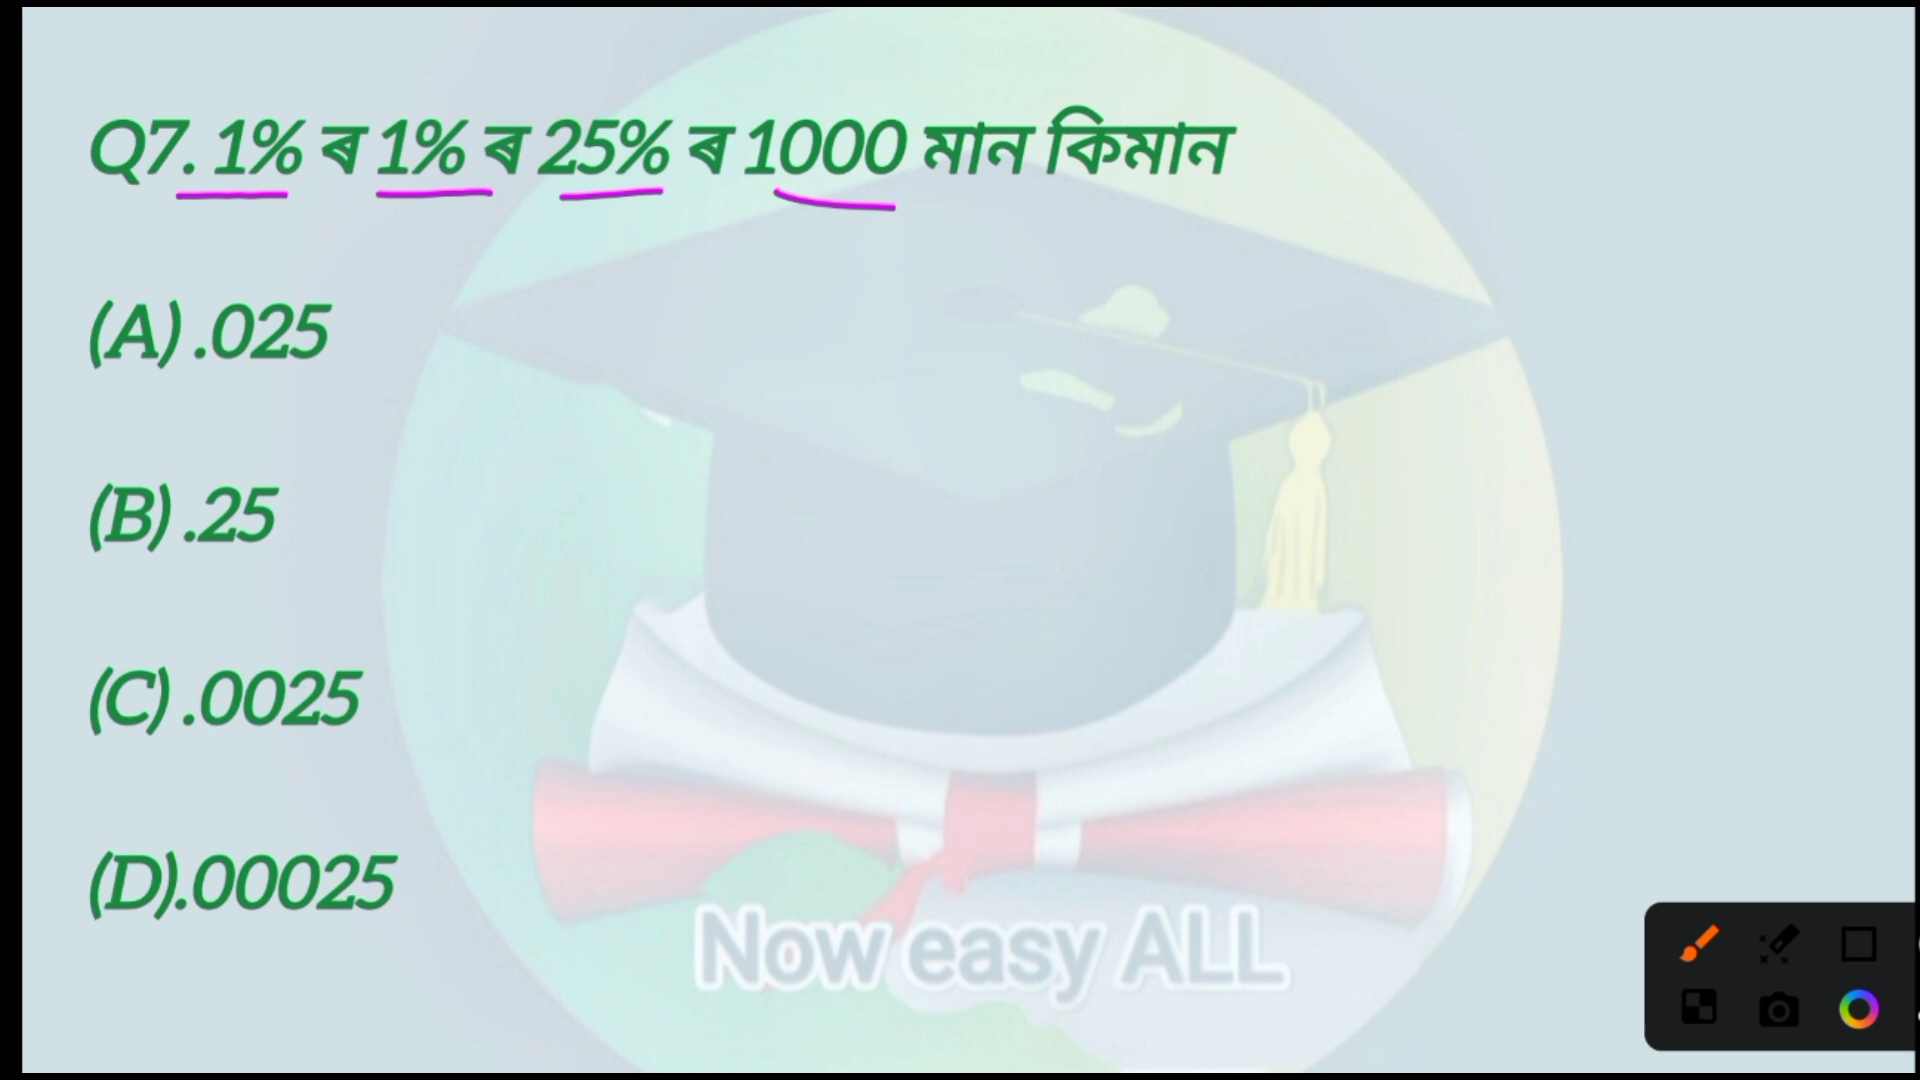 Q7. 1% ৰ 1% ৰ 25% ৰ 1000 মান কিমান
(A) .025
(B) .25
(C) .0025
(D).00025
Now easy ALL